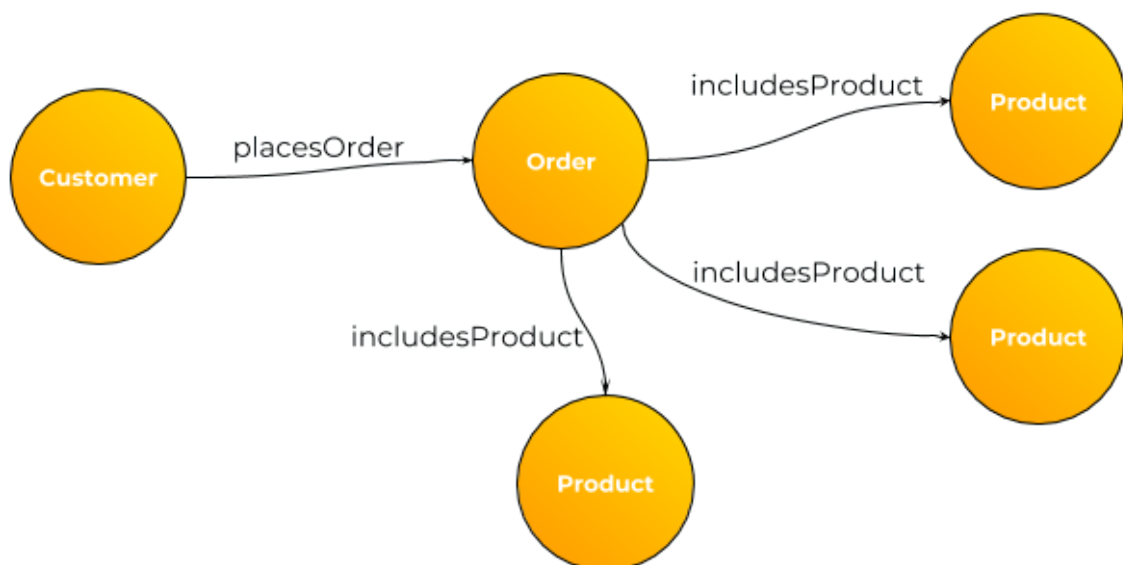 includesProduct
Product
placesOrder
Order
Customer
includesProduct
Product
includesProduct
Product